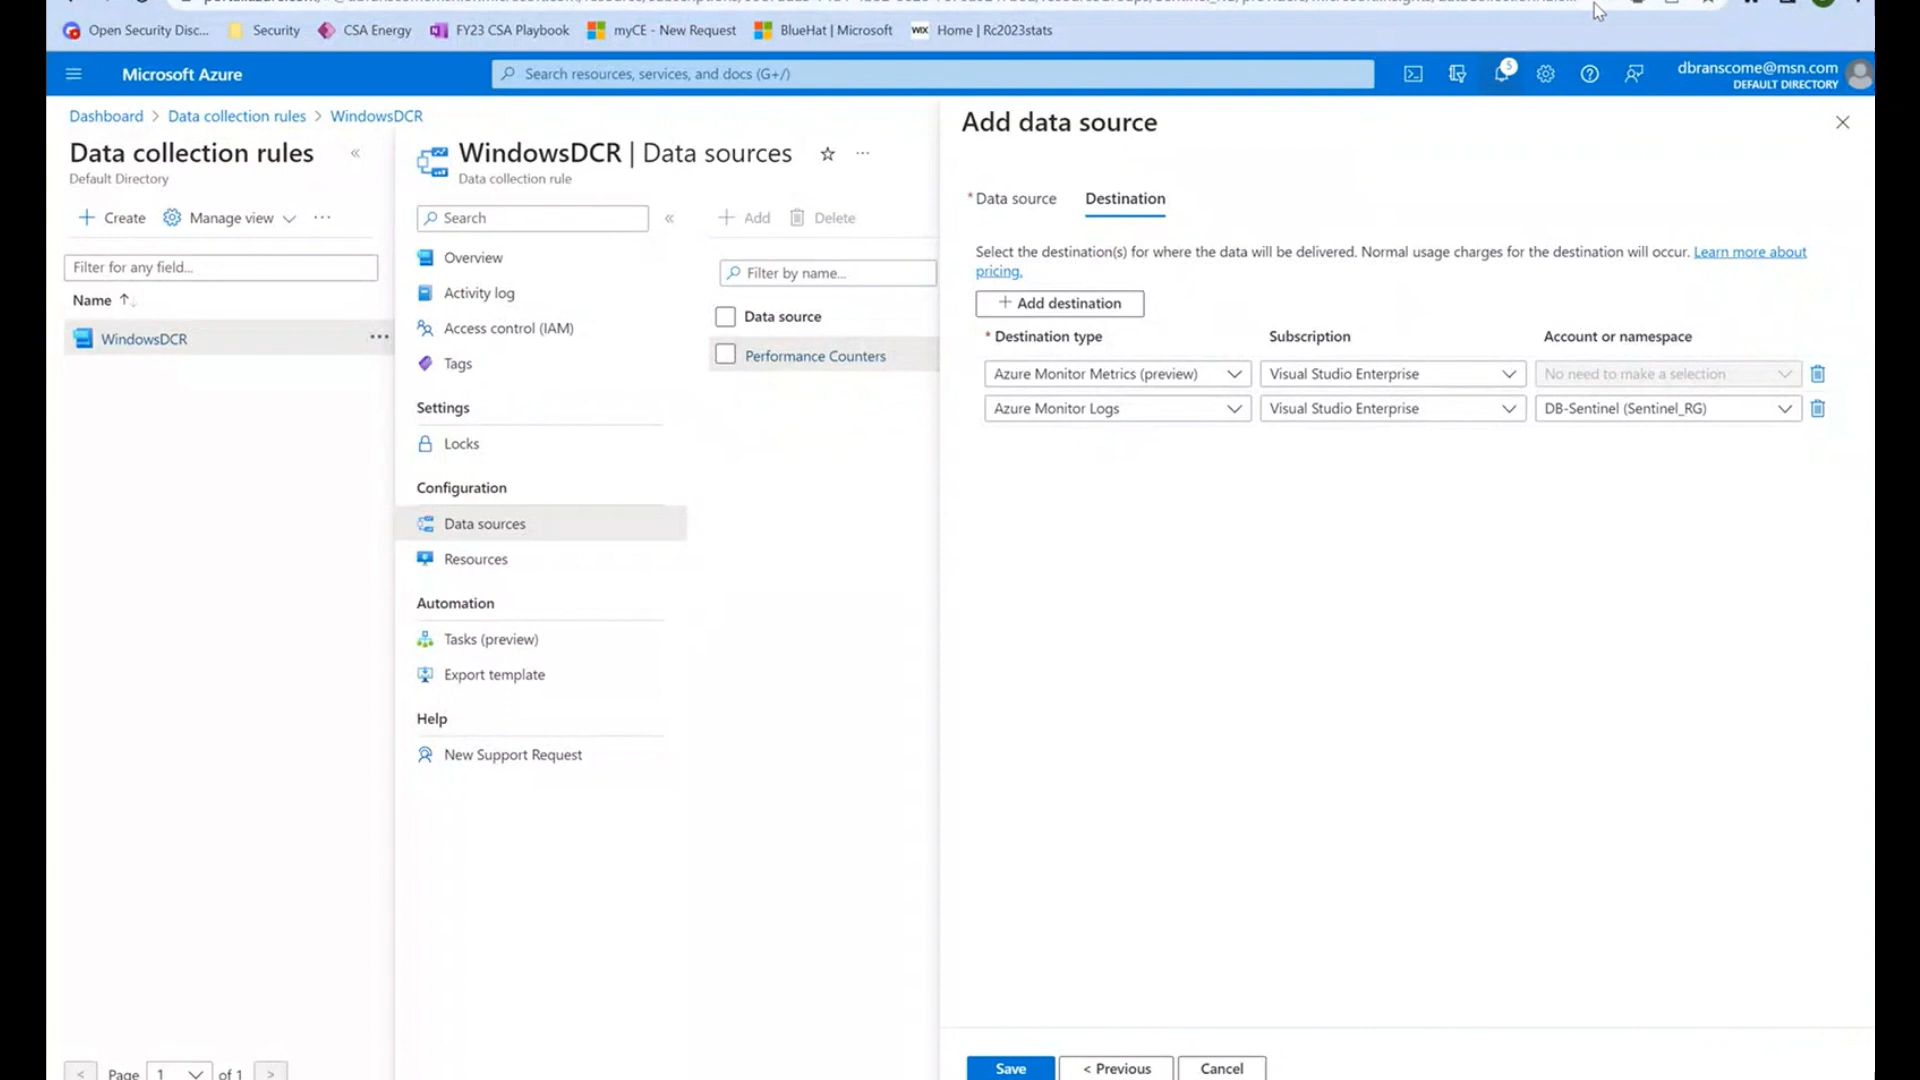 Open Security Disc...
Security
CSA Energy
FY23 CSA Playbook
myCE - New Request
BlueHat | Microsoft
WIX Home | Rc2023stats
Microsoft Azure
Search resources, services, and docs (G+/)
5
dbranscome@msn.com
DEFAULT DIRECTORY
Dashboard > Data collection rules > WindowsDCR
Data collection rules
Default Directory
Create
Manage view
Filter for any field...
Name ↑
WindowsDCR
< Page 1 of 1 >
WindowsDCR | Data sources
Data collection rule
Search
Overview
Activity log
Access control (IAM)
Tags
Settings
Locks
Configuration
Data sources
Resources
Automation
Tasks (preview)
Export template
Help
New Support Request
Add
Delete
Filter by name...
Data source
Performance Counters
Add data source
* Data source
Destination
Select the destination(s) for where the data will be delivered. Normal usage charges for the destination will occur. Learn more about
pricing.
+ Add destination
* Destination type
Subscription
Account or namespace
Azure Monitor Metrics (preview)
Visual Studio Enterprise
No need to make a selection
Azure Monitor Logs
Visual Studio Enterprise
DB-Sentinel (Sentinel_RG)
Save
< Previous
Cancel